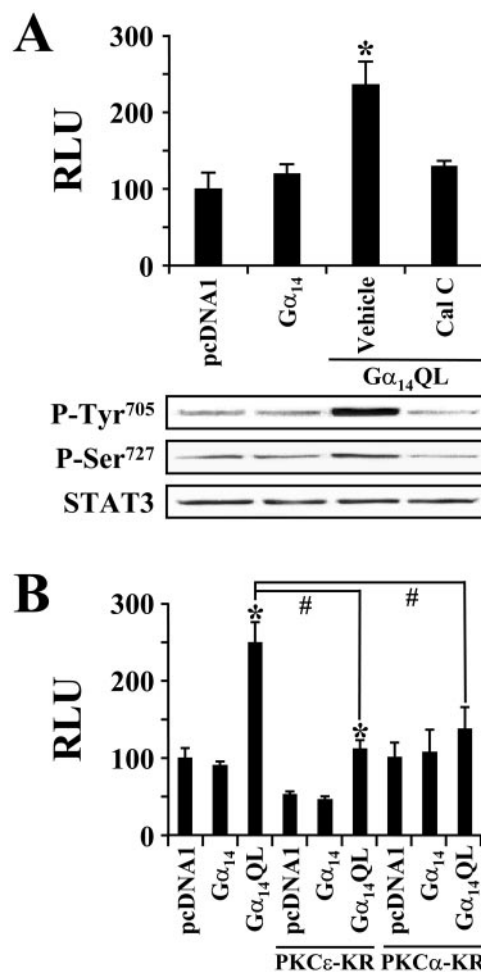 A
RLU
300
200
100
0
*
pcDNA1
Gα₁₄
Vehicle
Cal C
Gα₁₄QL
P-Tyr⁷⁰⁵
P-Ser⁷²⁷
STAT3
B
RLU
300
200
100
0
*
#
*
#
pcDNA1
Gα₁₄
Gα₁₄QL
pcDNA1
Gα₁₄
Gα₁₄QL
pcDNA1
Gα₁₄
Gα₁₄QL
PKCε-KR
PKCα-KR